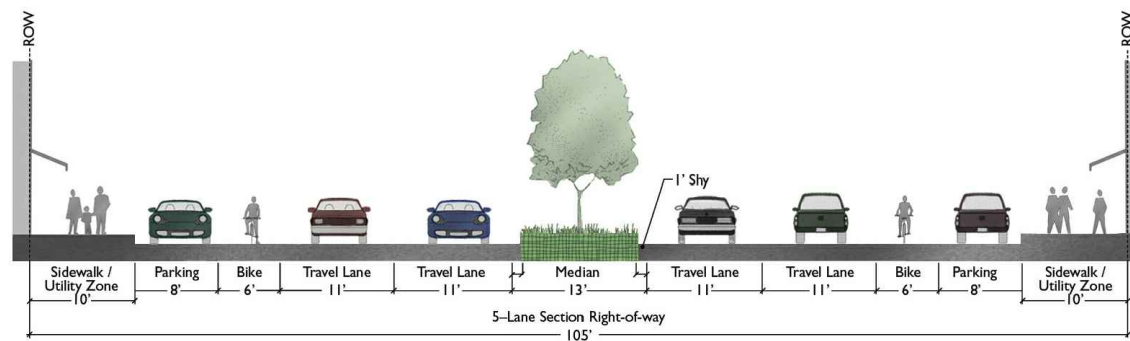 ROW
ROW
1' Shy
Sidewalk /
Utility Zone
10'
Parking
8'
Bike
6'
Travel Lane
11'
Travel Lane
11'
Median
13'
Travel Lane
11'
Travel Lane
11'
Bike
6'
Parking
8'
Sidewalk /
Utility Zone
10'
5–Lane Section Right-of-way
105'